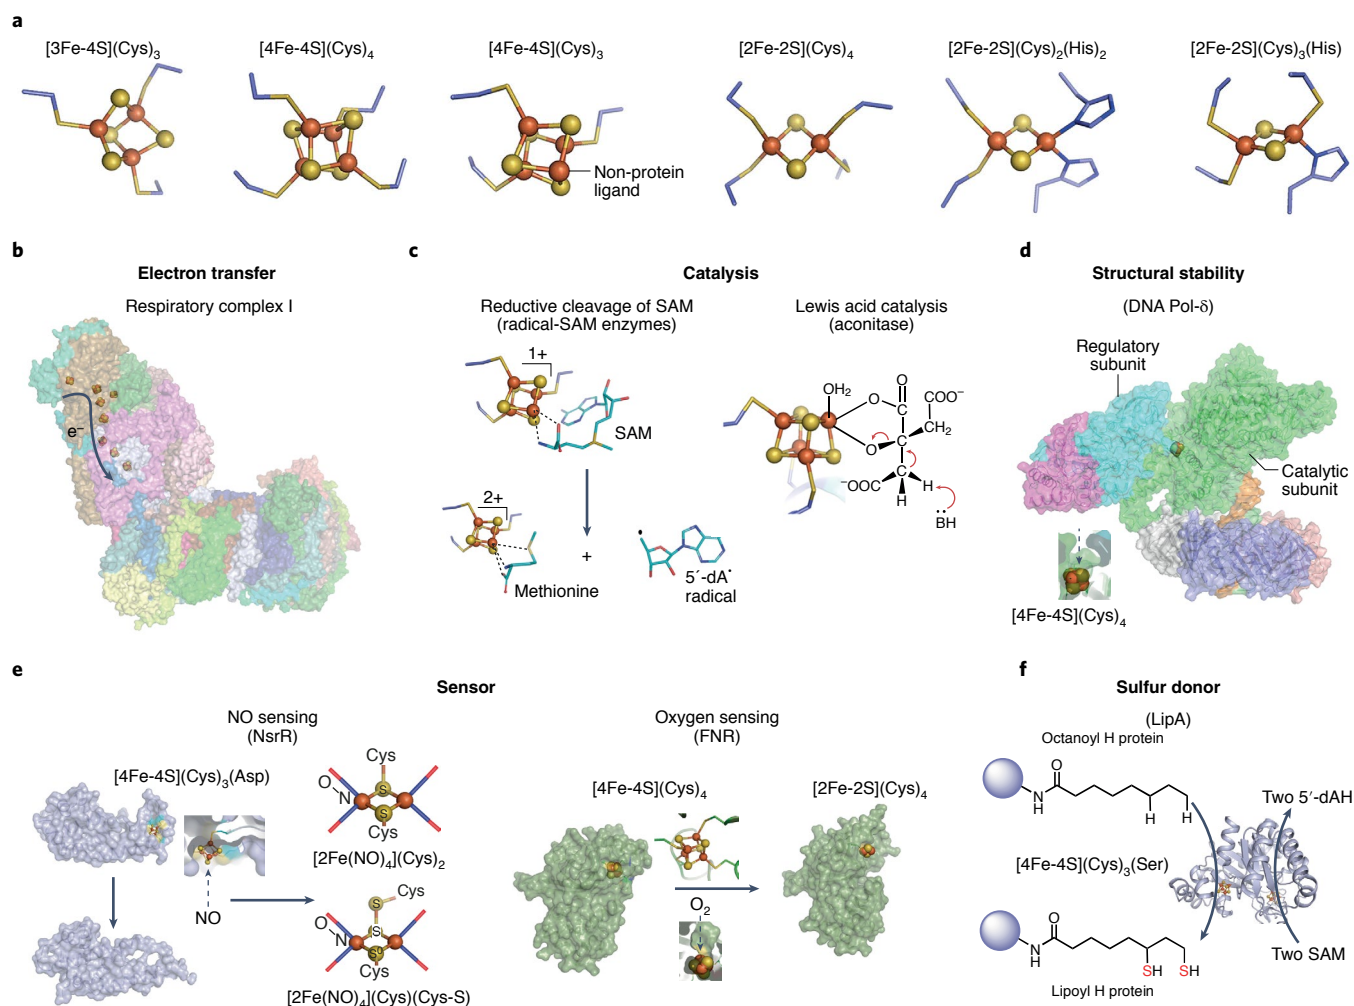 a
[3Fe-4S](Cys)3
[4Fe-4S](Cys)4
[4Fe-4S](Cys)3
[2Fe-2S](Cys)4
[2Fe-2S](Cys)2(His)2
[2Fe-2S](Cys)3(His)
Non-protein
ligand
b
Electron transfer
Respiratory complex I
e–
c
Catalysis
Reductive cleavage of SAM
(radical-SAM enzymes)
1+
SAM
2+
Methionine
+
5′-dA•
radical
Lewis acid catalysis
(aconitase)
OH2
O
O
COO–
CH2
O
C
C
–OOC
C
H
H
BH
d
Structural stability
(DNA Pol-δ)
Regulatory
subunit
Catalytic
subunit
[4Fe-4S](Cys)4
e
Sensor
NO sensing
(NsrR)
[4Fe-4S](Cys)3(Asp)
NO
Cys
O
N
S
S
Cys
[2Fe(NO)4](Cys)2
Cys
S
O
N
S
S0
Cys
[2Fe(NO)4](Cys)(Cys-S)
Oxygen sensing
(FNR)
[4Fe-4S](Cys)4
O2
[2Fe-2S](Cys)4
f
Sulfur donor
(LipA)
Octanoyl H protein
O
N
H
H
H
Two 5′-dAH
[4Fe-4S](Cys)3(Ser)
O
N
H
SH
SH
Two SAM
Lipoyl H protein